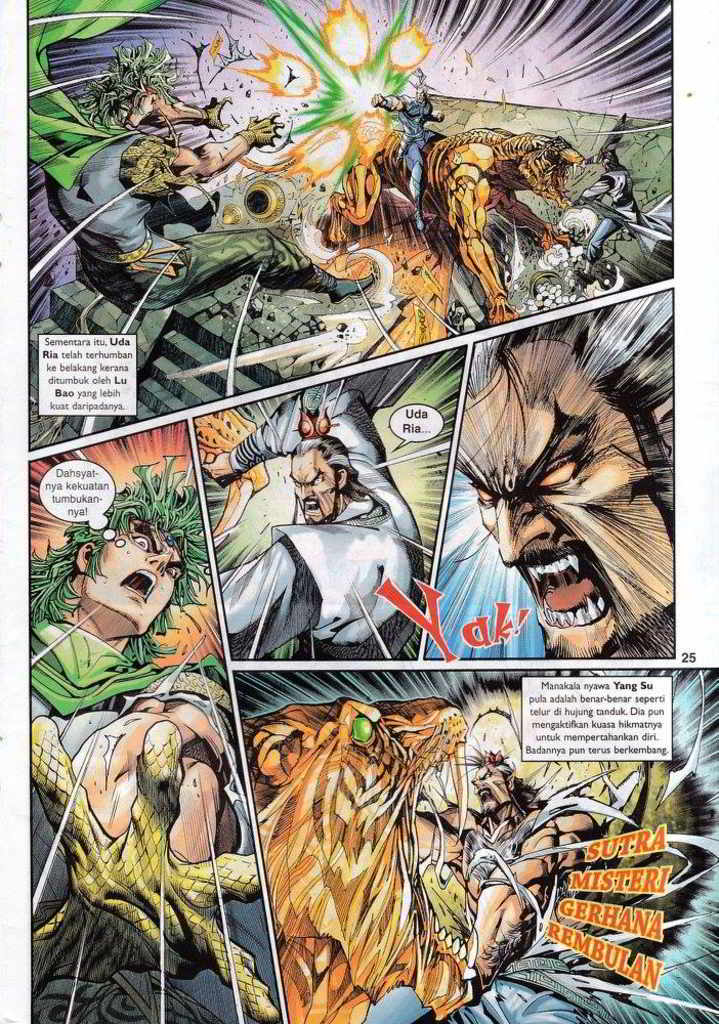 Sementara itu, Uda
Ria telah terhumban
ke belakang kerana
ditumbuk oleh Lu
Bao yang lebih
kuat daripadanya.
Dahsyat-
nya kekuatan
tumbukan-
nya!
Uda
Ria...
Yak!
25
Manakala nyawa Yang Su
pula adalah benar-benar seperti
telur di hujung tanduk. Dia pun
mengaktifkan kuasa hikmatnya
untuk mempertahankan diri.
Badannya pun terus berkembang.
SUTRA
MISTERI
GERHANA
REMBULAN